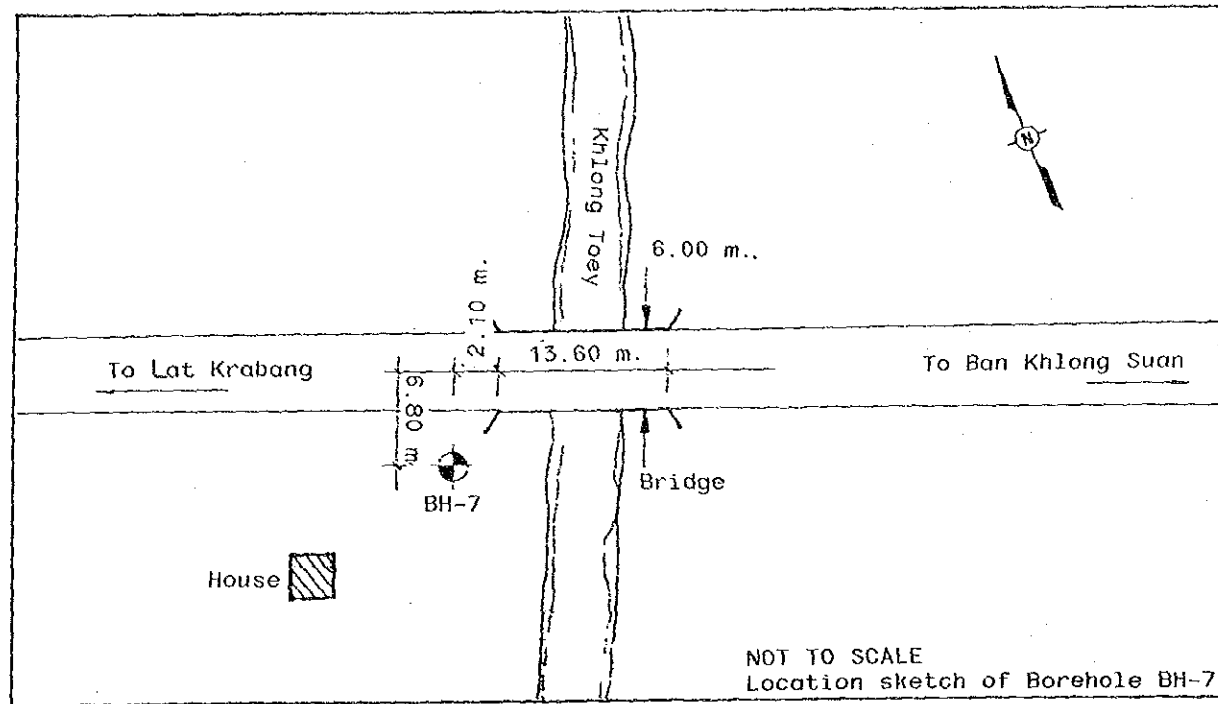 Khlong Toey
N
6.00 m..
2.10 m.
13.60 m.
To Lat Krabang
To Ban Khlong Suan
6.80 m
BH-7
Bridge
House
NOT TO SCALE
Location sketch of Borehole BH-7